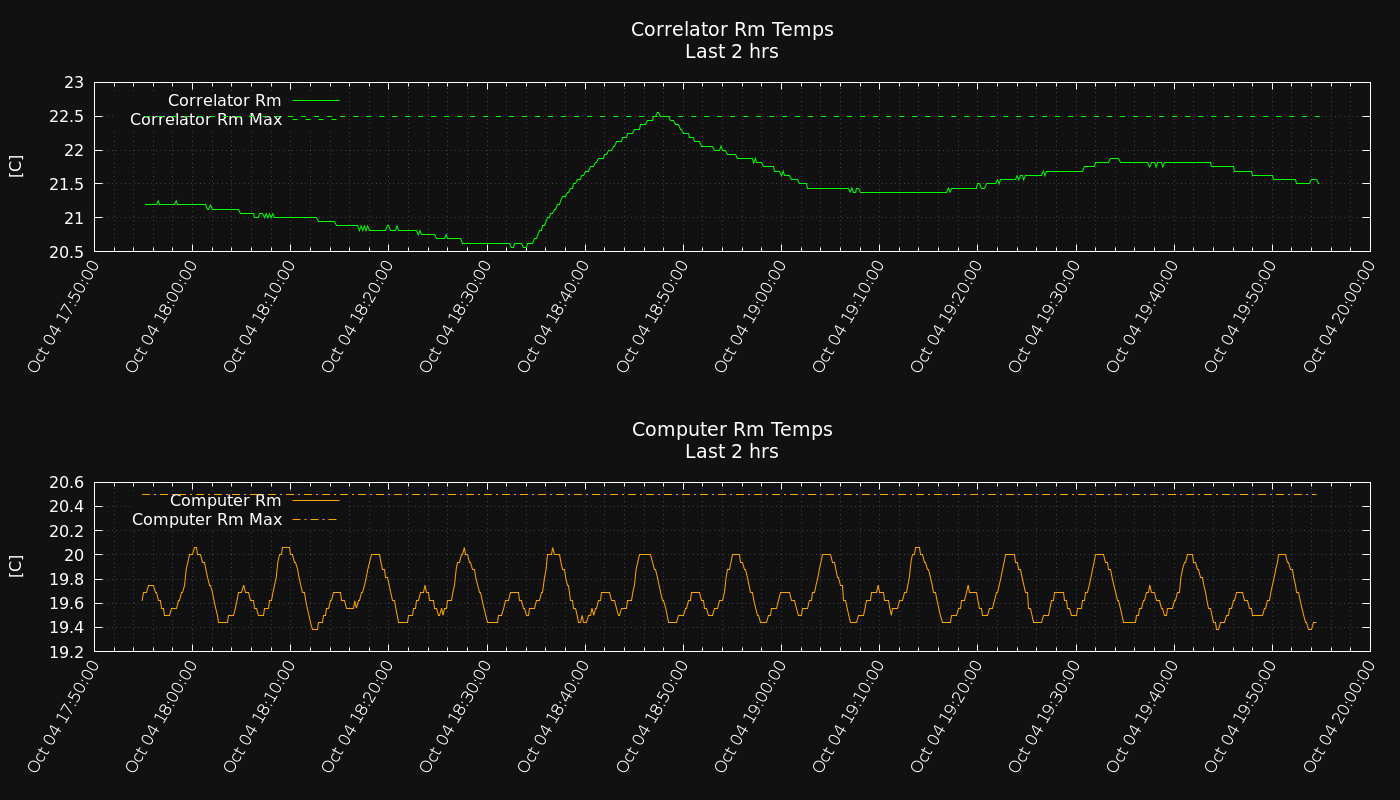 Correlator Rm Temps
Last 2 hrs
23
22.5
22
21.5
21
20.5
[C]
Correlator Rm
Correlator Rm Max
Oct 04 17:50:00
Oct 04 18:00:00
Oct 04 18:10:00
Oct 04 18:20:00
Oct 04 18:30:00
Oct 04 18:40:00
Oct 04 18:50:00
Oct 04 19:00:00
Oct 04 19:10:00
Oct 04 19:20:00
Oct 04 19:30:00
Oct 04 19:40:00
Oct 04 19:50:00
Oct 04 20:00:00
Computer Rm Temps
Last 2 hrs
20.6
20.4
20.2
20
19.8
19.6
19.4
19.2
[C]
Computer Rm
Computer Rm Max
Oct 04 17:50:00
Oct 04 18:00:00
Oct 04 18:10:00
Oct 04 18:20:00
Oct 04 18:30:00
Oct 04 18:40:00
Oct 04 18:50:00
Oct 04 19:00:00
Oct 04 19:10:00
Oct 04 19:20:00
Oct 04 19:30:00
Oct 04 19:40:00
Oct 04 19:50:00
Oct 04 20:00:00